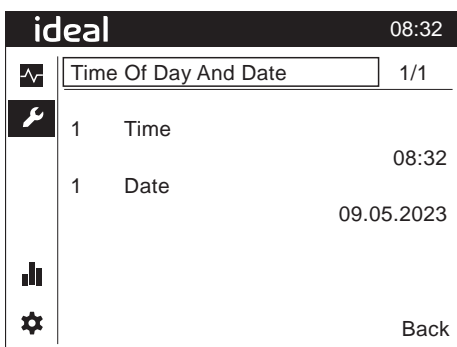 ideal 08:32
Time Of Day And Date 1/1
1 Time
08:32
1 Date
09.05.2023
Back